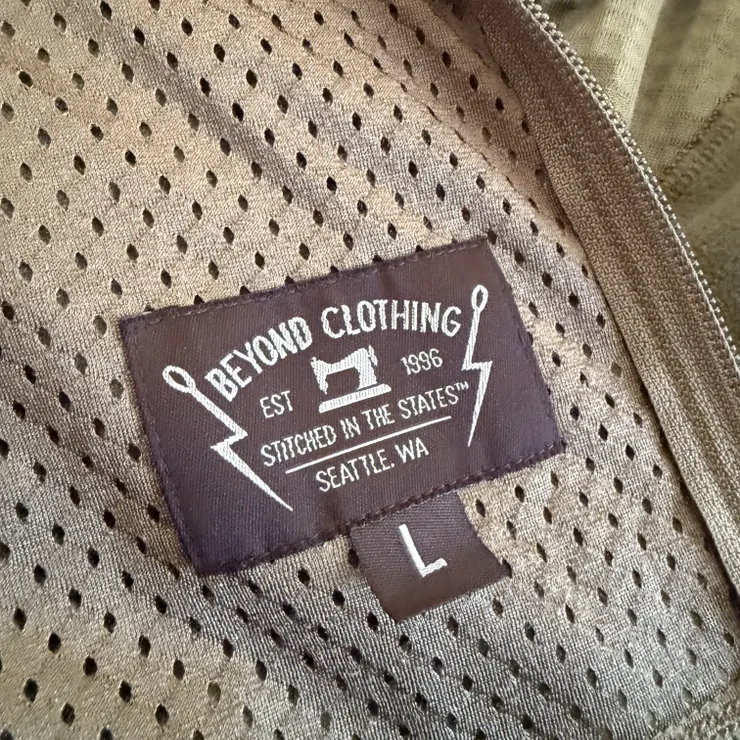 BEYOND CLOTHING
EST 1996
STITCHED IN THE STATES™
SEATTLE, WA
L